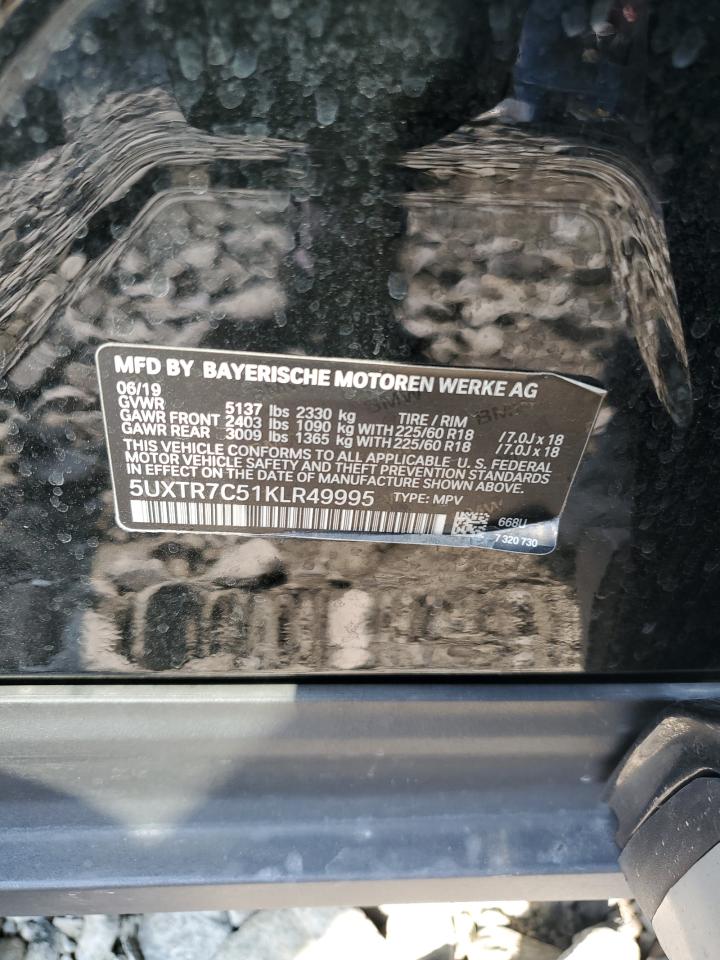 MFD BY BAYERISCHE MOTOREN WERKE AG
06/19
GVWR 5137 lbs 2330 kg TIRE / RIM
GAWR FRONT 2403 lbs 1090 kg WITH 225/60 R18 /7.0J x 18
GAWR REAR 3009 lbs 1365 kg WITH 225/60 R18 /7.0J x 18
THIS VEHICLE CONFORMS TO ALL APPLICABLE U.S. FEDERAL
MOTOR VEHICLE SAFETY AND THEFT PREVENTION STANDARDS
IN EFFECT ON THE DATE OF MANUFACTURE SHOWN ABOVE.
5UXTR7C51KLR49995 TYPE: MPV
668U
7 320 730